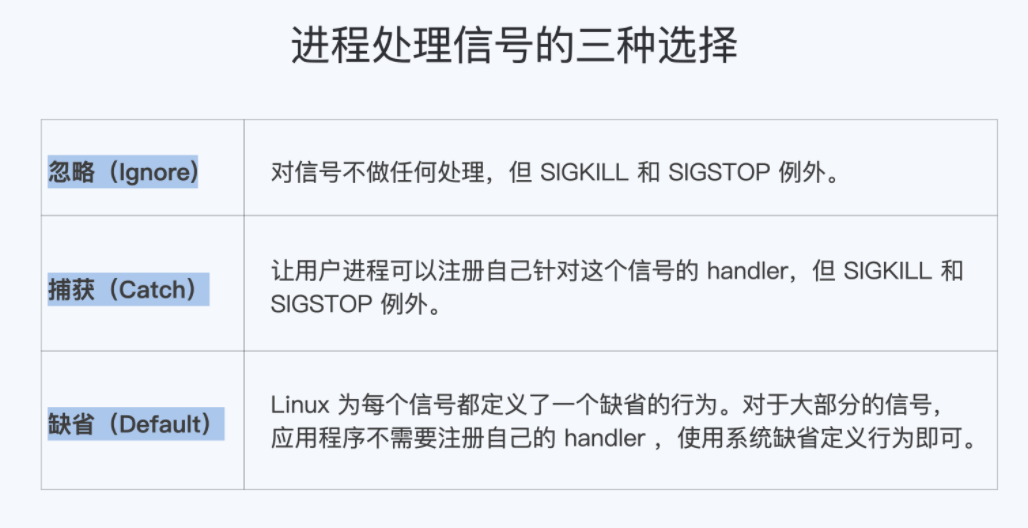 进程处理信号的三种选择
忽略（Ignore）
对信号不做任何处理，但 SIGKILL 和 SIGSTOP 例外。
捕获（Catch）
让用户进程可以注册自己针对这个信号的 handler，但 SIGKILL 和
SIGSTOP 例外。
缺省（Default）
Linux 为每个信号都定义了一个缺省的行为。对于大部分的信号，
应用程序不需要注册自己的 handler ，使用系统缺省定义行为即可。